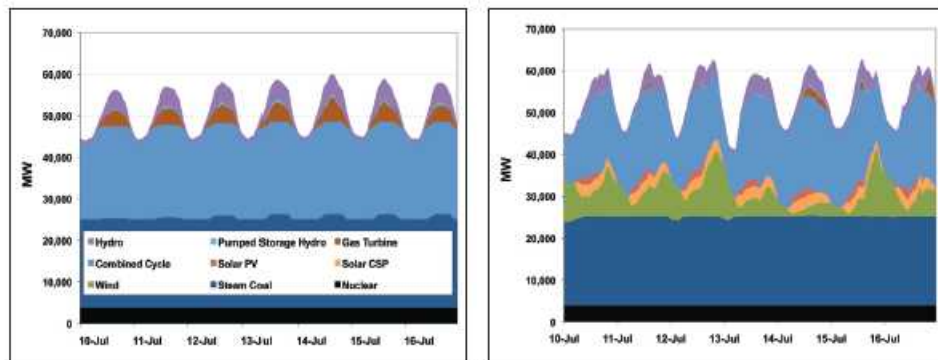 70,000
60,000
50,000
40,000
30,000
20,000
10,000
0
MW
Hydro Pumped Storage Hydro Gas Turbine
Combined Cycle Solar PV Solar CSP
Wind Steam Coal Nuclear
10-Jul 11-Jul 12-Jul 13-Jul 14-Jul 15-Jul 16-Jul
70,000
60,000
50,000
40,000
30,000
20,000
10,000
0
MW
10-Jul 11-Jul 12-Jul 13-Jul 14-Jul 15-Jul 16-Jul